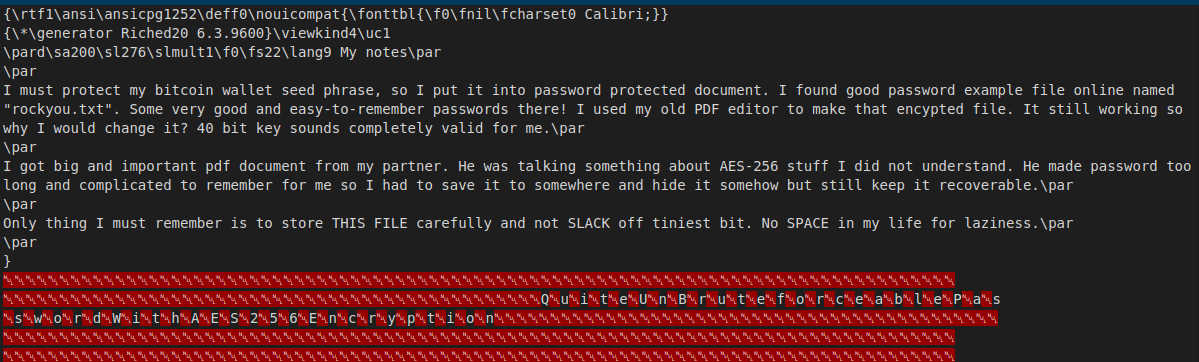 {\rtf1\ansi\ansicpg1252\deff0\nouicompat{\fonttbl{\f0\fnil\fcharset0 Calibri;}}
{\*\generator Riched20 6.3.9600}\viewkind4\uc1
\pard\sa200\sl276\slmult1\f0\fs22\lang9 My notes\par
\par
I must protect my bitcoin wallet seed phrase, so I put it into password protected document. I found good password example file online named
"rockyou.txt". Some very good and easy-to-remember passwords there! I used my old PDF editor to make that encypted file. It still working so
why I would change it? 40 bit key sounds completely valid for me.\par
\par
I got big and important pdf document from my partner. He was talking something about AES-256 stuff I did not understand. He made password too
long and complicated to remember for me so I had to save it to somewhere and hide it somehow but still keep it recoverable.\par
\par
Only thing I must remember is to store THIS FILE carefully and not SLACK off tiniest bit. No SPACE in my life for laziness.\par
\par
}
QuiteUnBruteforceablePas
swordWithAES256Encryption